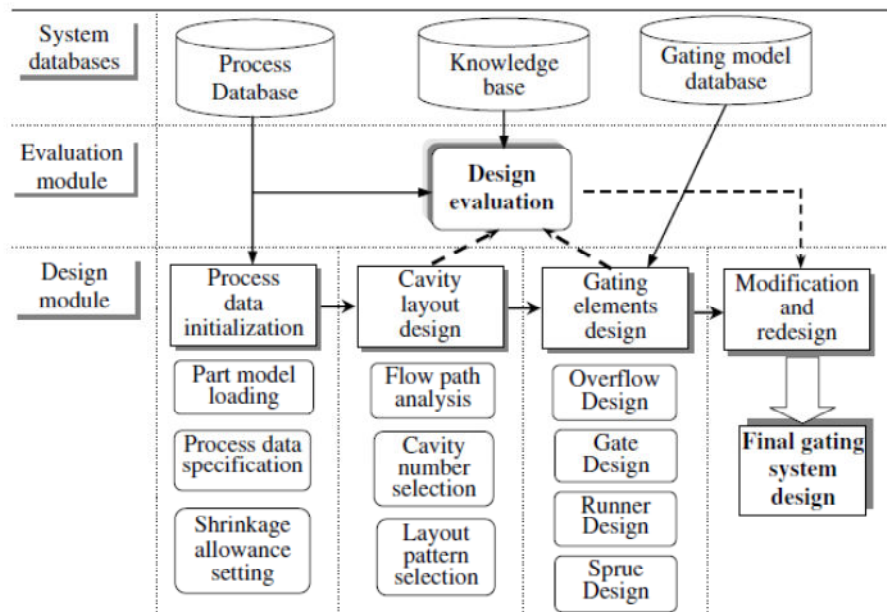 System
databases
Process
Database
Knowledge
base
Gating model
database
Evaluation
module
Design
evaluation
Design
module
Process
data
initialization
Cavity
layout
design
Gating
elements
design
Modification
and
redesign
Part model
loading
Process data
specification
Shrinkage
allowance
setting
Flow path
analysis
Cavity
number
selection
Layout
pattern
selection
Overflow
Design
Gate
Design
Runner
Design
Sprue
Design
Final gating
system
design